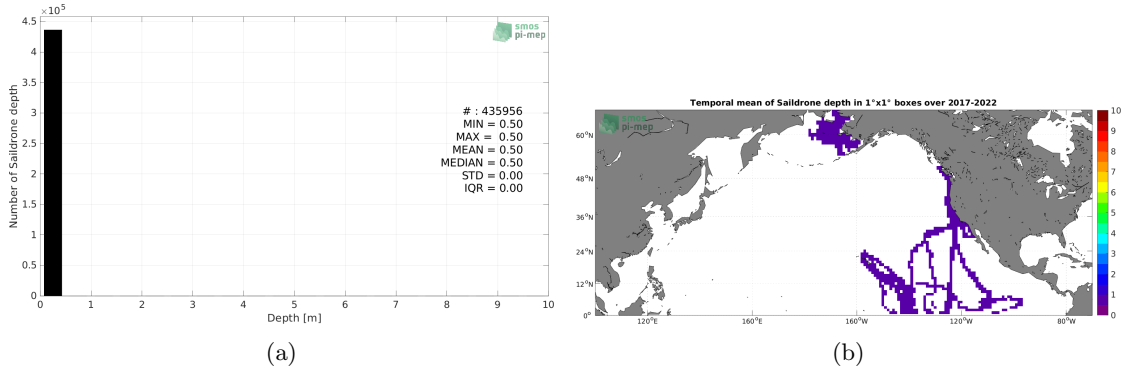 ×10⁵
4.5
4
3.5
3
2.5
2
1.5
1
0.5
0
Number of Saildrone depth
smos
pi-mep
# : 435956
MIN = 0.50
MAX = 0.50
MEAN = 0.50
MEDIAN = 0.50
STD = 0.00
IQR = 0.00
0 1 2 3 4 5 6 7 8 9 10
Depth [m]
(a)
Temporal mean of Saildrone depth in 1°x1° boxes over 2017-2022
smos
pi-mep
60°N
48°N
36°N
24°N
12°N
0°
120°E 160°E 160°W 120°W 80°W
10
9
8
7
6
5
4
3
2
1
0
(b)